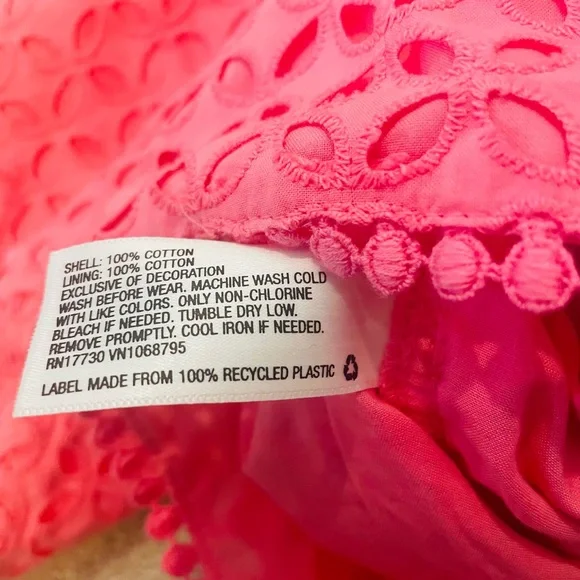 SHELL: 100% COTTON
LINING: 100% COTTON
EXCLUSIVE OF DECORATION
WASH BEFORE WEAR. MACHINE WASH COLD
WITH LIKE COLORS. ONLY NON-CHLORINE
BLEACH IF NEEDED. TUMBLE DRY LOW.
REMOVE PROMPTLY. COOL IRON IF NEEDED.
RN17730 VN1068795
LABEL MADE FROM 100% RECYCLED PLASTIC